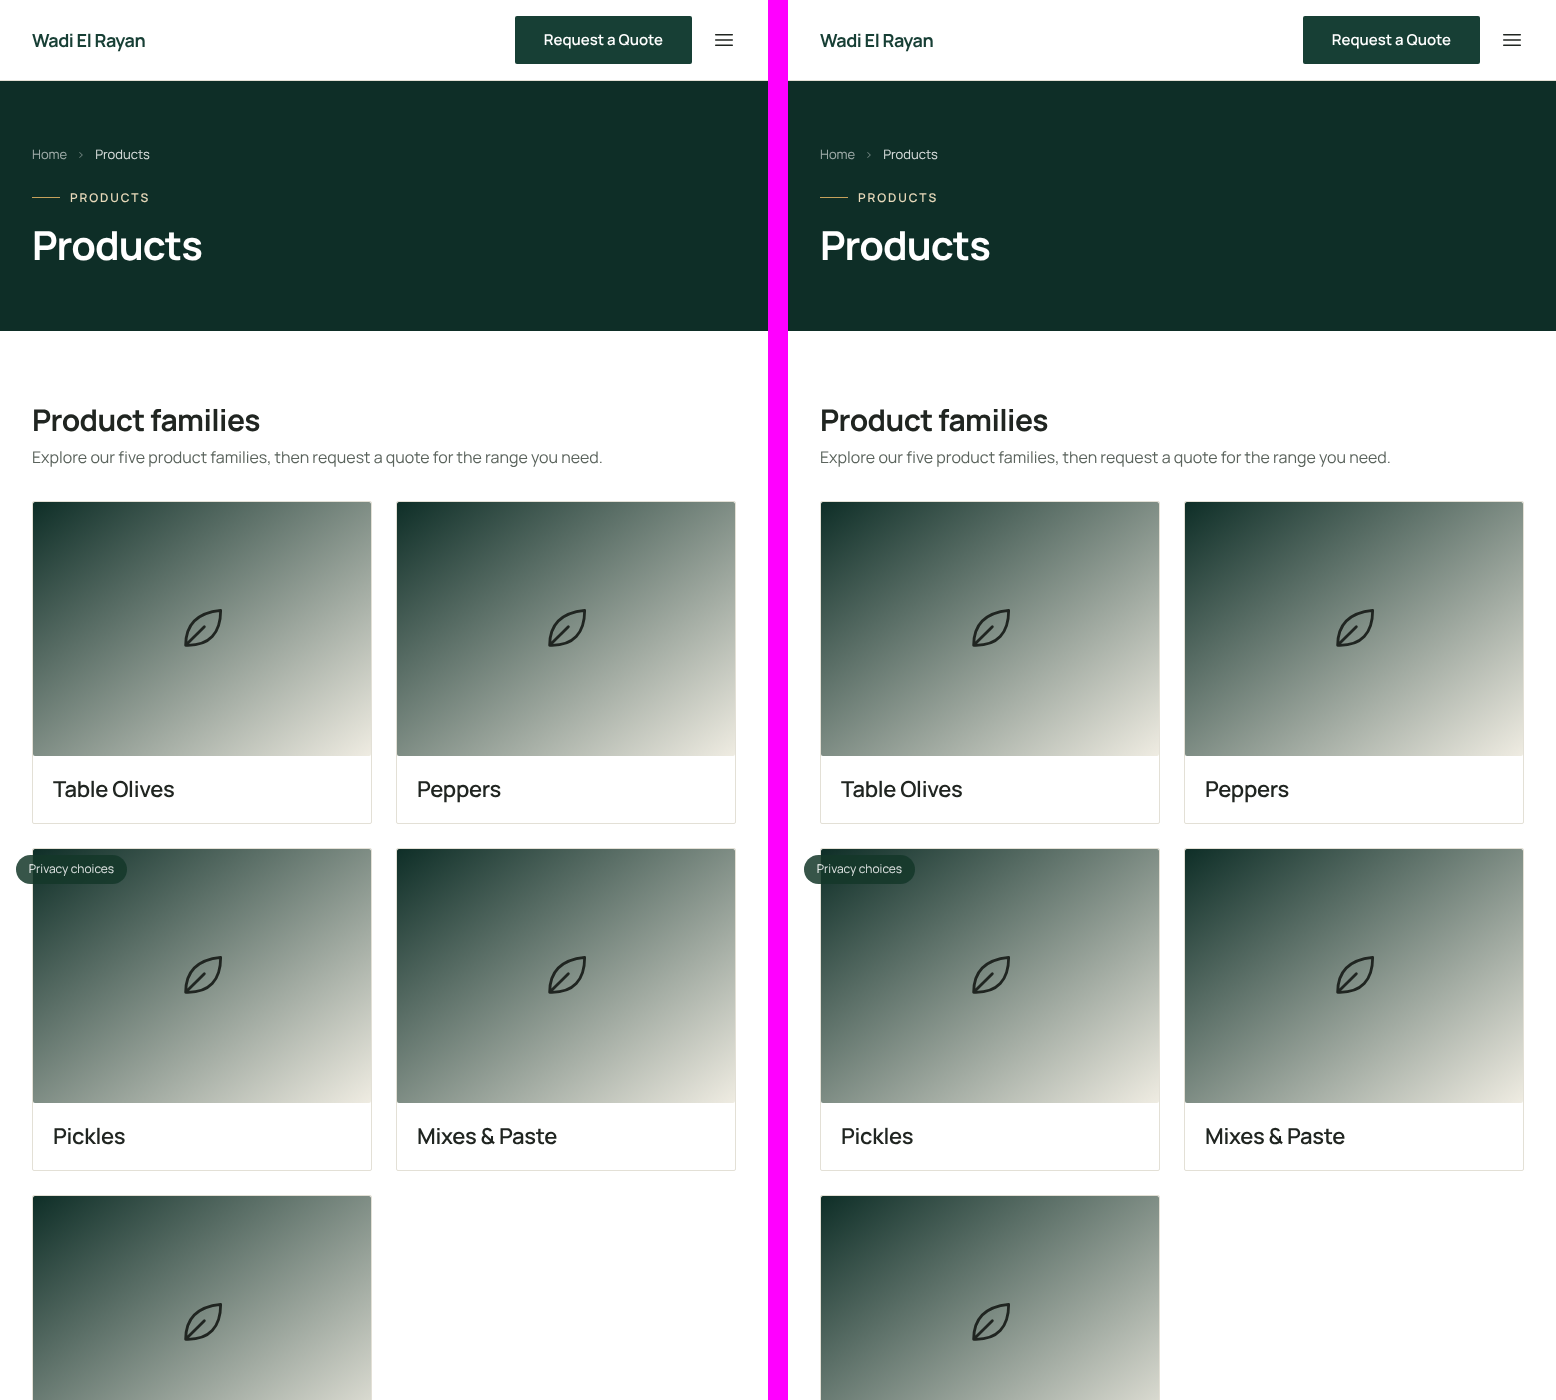 Wadi El Rayan
Request a Quote
Home > Products
PRODUCTS
Products
Product families
Explore our five product families, then request a quote for the range you need.
Table Olives
Peppers
Privacy choices
Pickles
Mixes & Paste
Wadi El Rayan
Request a Quote
Home > Products
PRODUCTS
Products
Product families
Explore our five product families, then request a quote for the range you need.
Table Olives
Peppers
Privacy choices
Pickles
Mixes & Paste